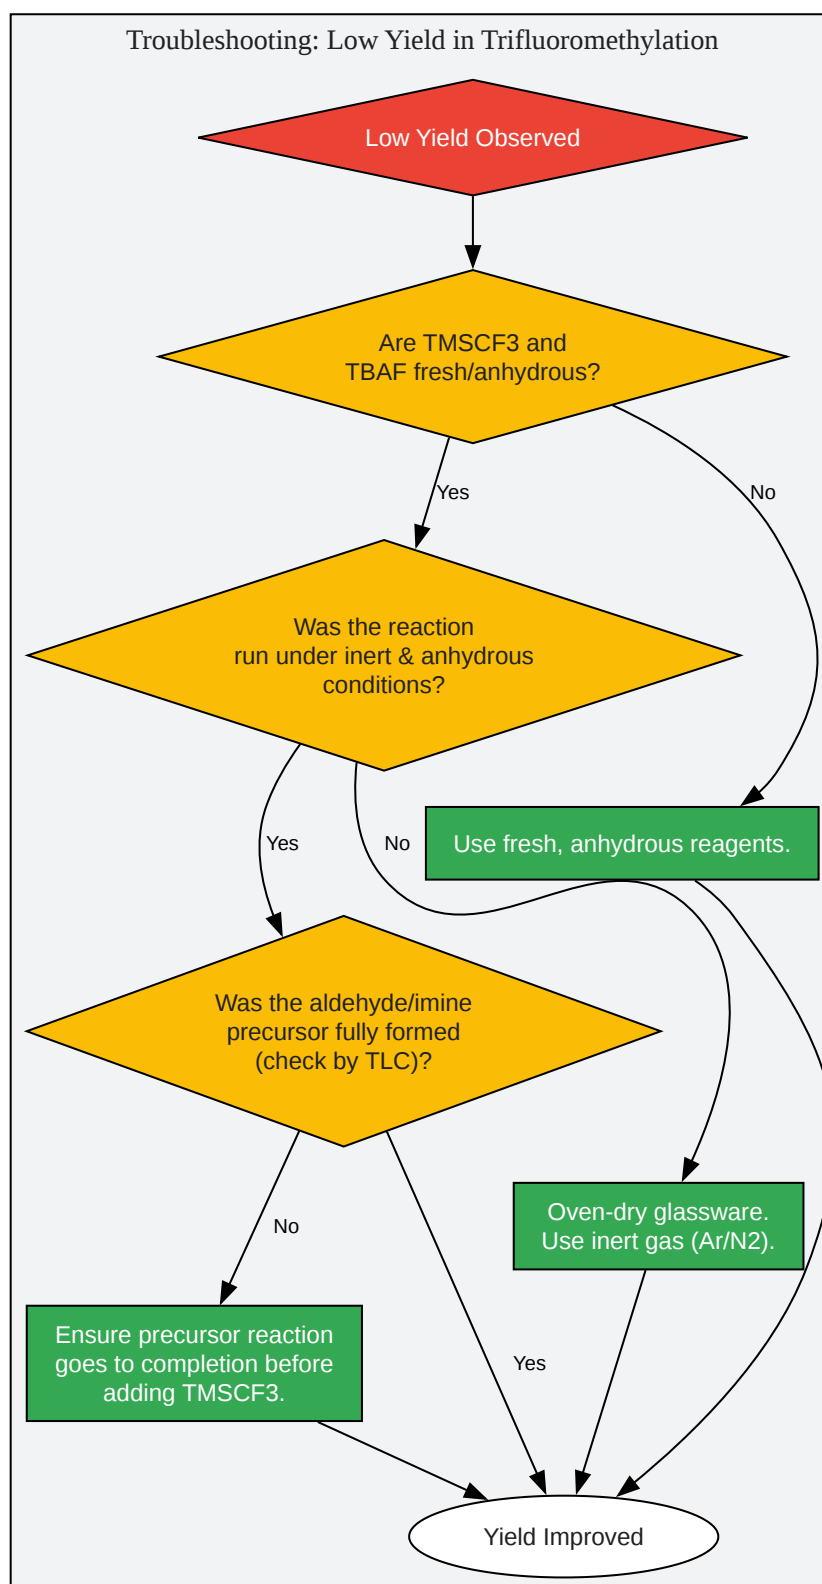 Troubleshooting: Low Yield in Trifluoromethylation
Low Yield Observed
Are TMSCF3 and
TBAF fresh/anhydrous?
Yes
No
Was the reaction
run under inert & anhydrous
conditions?
Yes
No
Use fresh, anhydrous reagents.
Was the aldehyde/imine
precursor fully formed
(check by TLC)?
No
Oven-dry glassware.
Use inert gas (Ar/N2).
Ensure precursor reaction
goes to completion before
adding TMSCF3.
Yes
Yield Improved